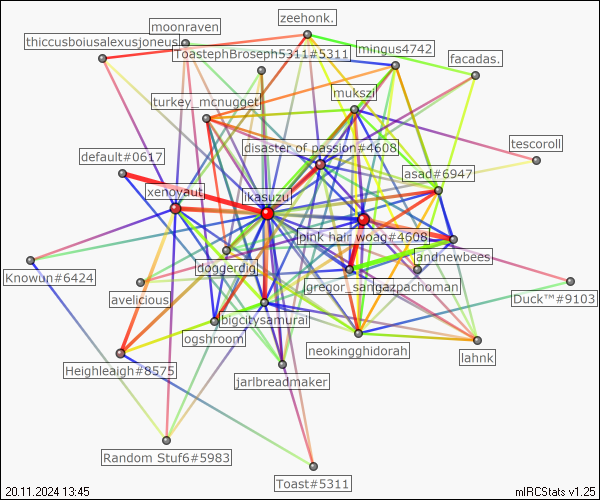 zeehonk.
moonraven
thiccusboiusalexusjoneus
ToastephBroseph5311#5311
mingus4742
facadas.
mukszi
turkey_mcnugget
tescoroll
disaster of passion#4608
default#0617
asad#6947
xenovaut
ikasuzu
pink hair woag#4608
andnewbees
doggerdig
Knowun#6424
gregor_samgazpachoman
avelicious
Duck™#9103
bigcitysamurai
ogshroom
neokingghidorah
lahnk
Heighleaigh#8575
jarlbreadmaker
Random Stuf6#5983
Toast#5311
20.11.2024 13:45
mIRCStats v1.25